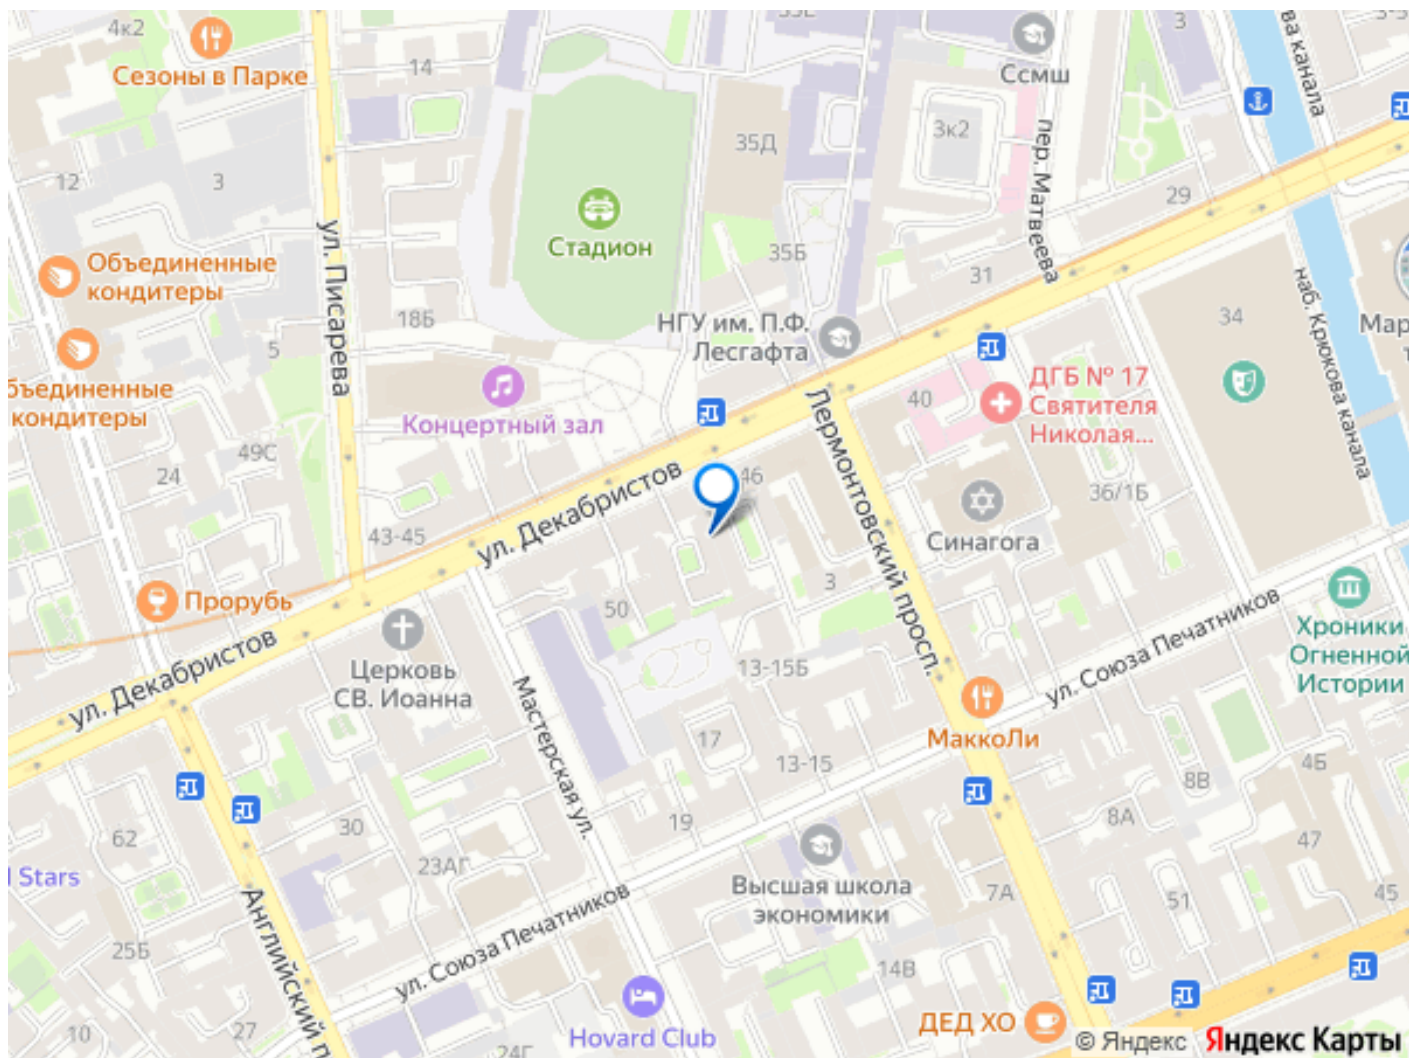 4к2
Сезоны в Парке
14
Ссмш
3
ва канала
3к2
35Д
пер. Матвеева
12
3
29
ул. Писарева
Стадион
35Б
31
Объединенные
кондитеры
наб. Крюкова канала
34
18Б
НГУ им. П.Ф.
Лесгафта
Мар
5
бъединенные
кондитеры
ДГБ № 17
Святителя
Николая...
40
Концертный зал
Лермонтовский просп.
49С
24
46
36/1Б
ул. Декабристов
43-45
Синагога
3
Прорубь
50
ул. Союза Печатников
Хроники
Огненной
Истории
Церковь
СВ. Иоанна
13-15Б
ул. Декабристов
Мастерская ул.
17
МаккоЛи
13-15
8В
4Б
62
30
19
8А
47
23АГ
l Stars
Высшая школа
экономики
7А
51
45
Английский п
25Б
ул. Союза Печатников
14В
10
27
24Г
Hovard Club
ДЕД ХО
© Яндекс Яндекс Карты